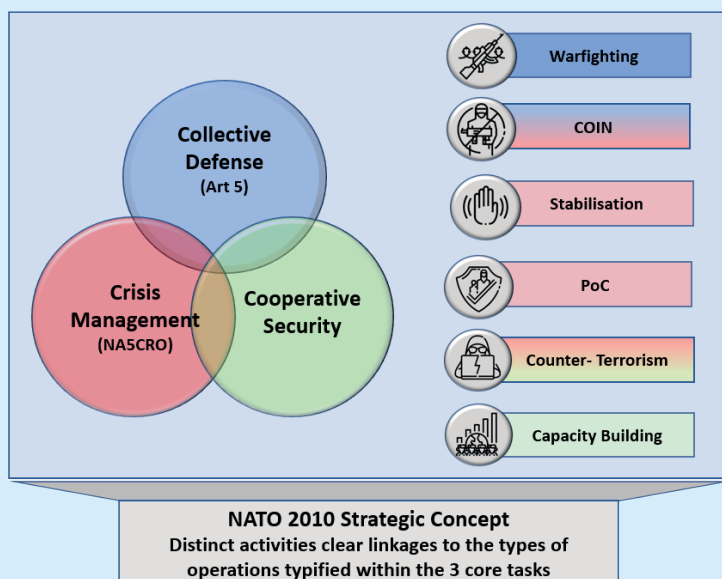 Collective
Defense
(Art 5)
Crisis
Management
(NA5CRO)
Cooperative
Security
Warfighting
COIN
Stabilisation
PoC
Counter- Terrorism
Capacity Building
NATO 2010 Strategic Concept
Distinct activities clear linkages to the types of
operations typified within the 3 core tasks